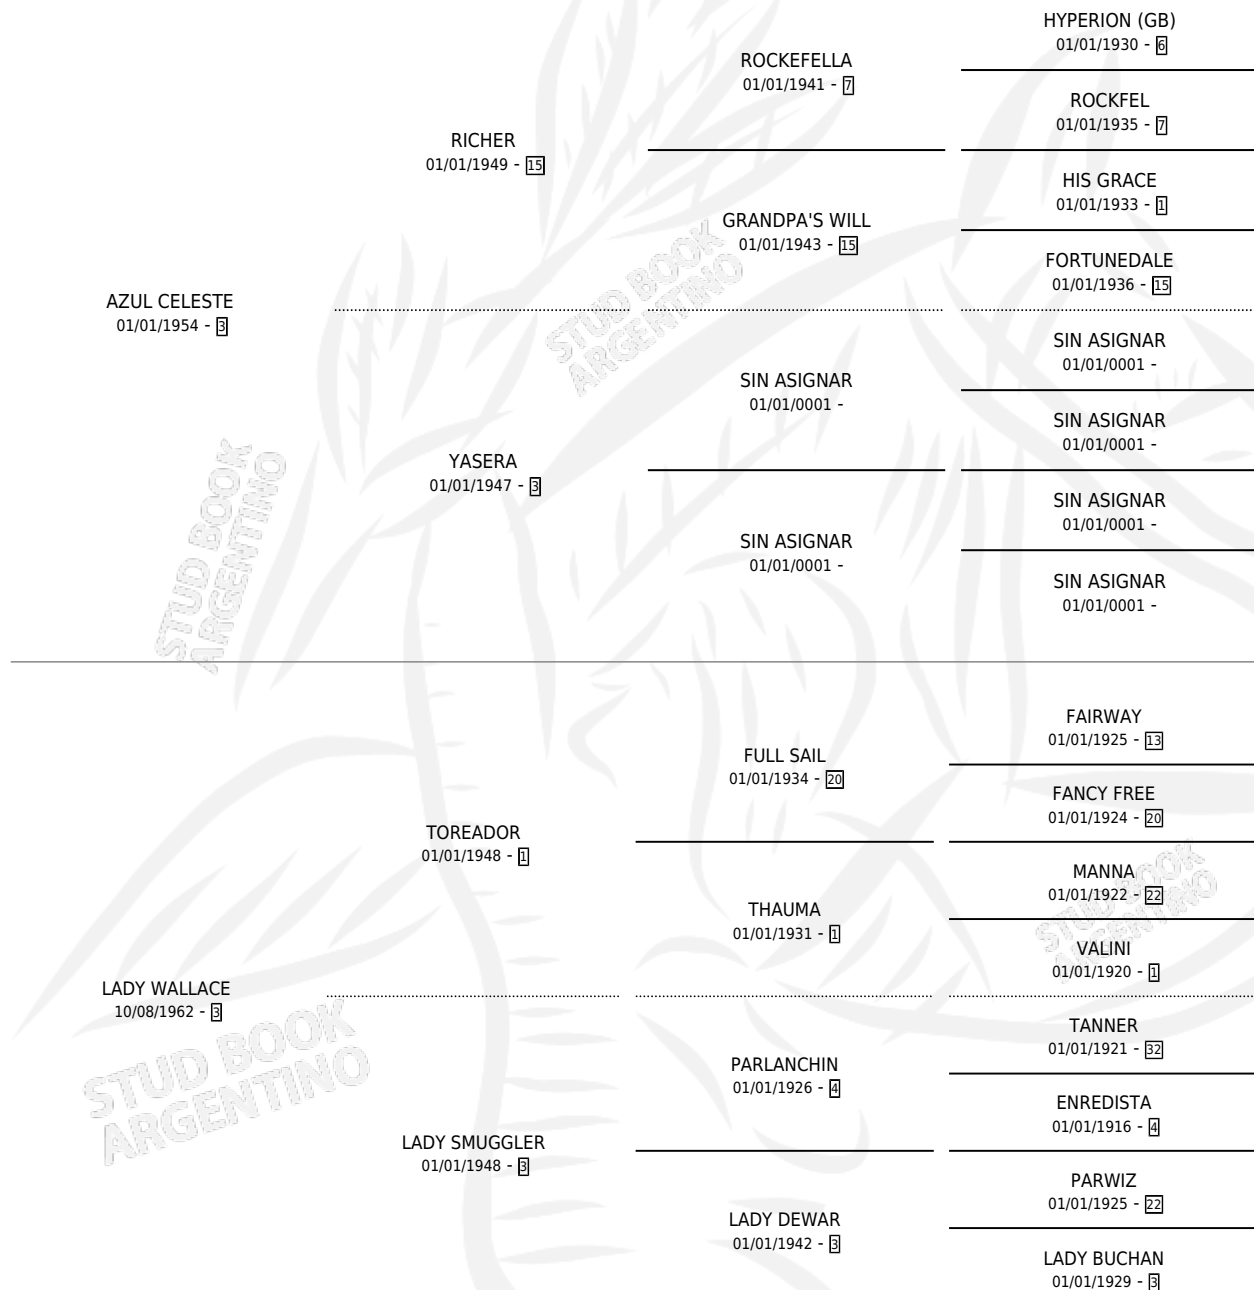 HYPERION (GB)
01/01/1930 - 6
ROCKEFELLA
01/01/1941 - 7
ROCKFEL
01/01/1935 - 7
RICHER
01/01/1949 - 15
HIS GRACE
01/01/1933 - 1
GRANDPA'S WILL
01/01/1943 - 15
FORTUNEDALE
01/01/1936 - 15
AZUL CELESTE
01/01/1954 - 3
SIN ASIGNAR
01/01/0001 -
SIN ASIGNAR
01/01/0001 -
SIN ASIGNAR
01/01/0001 -
YASERA
01/01/1947 - 3
SIN ASIGNAR
01/01/0001 -
SIN ASIGNAR
01/01/0001 -
SIN ASIGNAR
01/01/0001 -
STUD BOOK
ARGENTINO
STUD BOOK
ARGENTINO
FAIRWAY
01/01/1925 - 13
FULL SAIL
01/01/1934 - 20
FANCY FREE
01/01/1924 - 20
TOREADOR
01/01/1948 - 1
MANNA
01/01/1922 - 22
THAUMA
01/01/1931 - 1
VALINI
01/01/1920 - 1
STUD BOOK
ARGENTINO
LADY WALLACE
10/08/1962 - 3
TANNER
01/01/1921 - 32
PARLANCHIN
01/01/1926 - 4
ENREDISTA
01/01/1916 - 4
LADY SMUGGLER
01/01/1948 - 3
PARWIZ
01/01/1925 - 22
LADY DEWAR
01/01/1942 - 3
LADY BUCHAN
01/01/1929 - 3
STUD BOOK
ARGENTINO